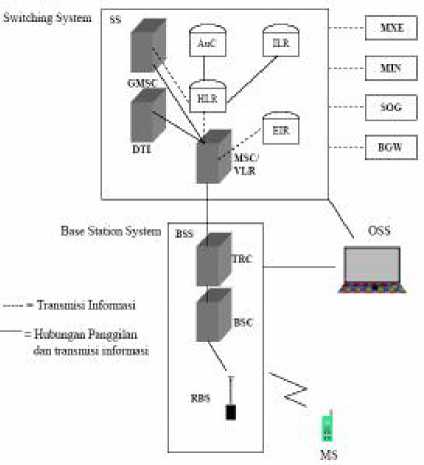 Switching System
SS
MXE
AuC
ILR
GMSC
MIN
HLR
SOG
EIR
DTI
BGW
MSC/
VLR
Base Station System
BSS
OSS
TRC
---- = Transmisi Informasi
BSC
= Hubungan Panggilan
dan transmisi informasi
RBS
MS